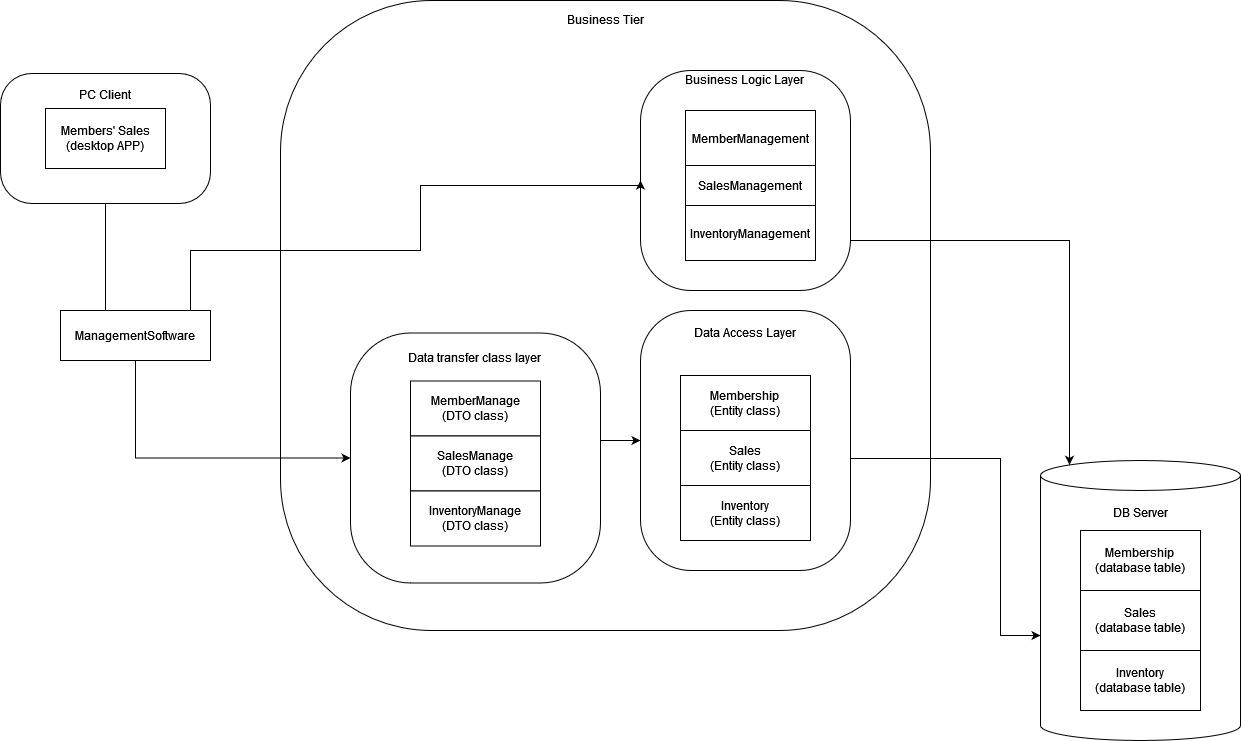 Business Tier
PC Client
Members' Sales
(desktop APP)
ManagementSoftware
Business Logic Layer
MemberManagement
SalesManagement
InventoryManagement
Data transfer class layer
MemberManage
(DTO class)
SalesManage
(DTO class)
InventoryManage
(DTO class)
Data Access Layer
Membership
(Entity class)
Sales
(Entity class)
Inventory
(Entity class)
DB Server
Membership
(database table)
Sales
(database table)
Inventory
(database table)